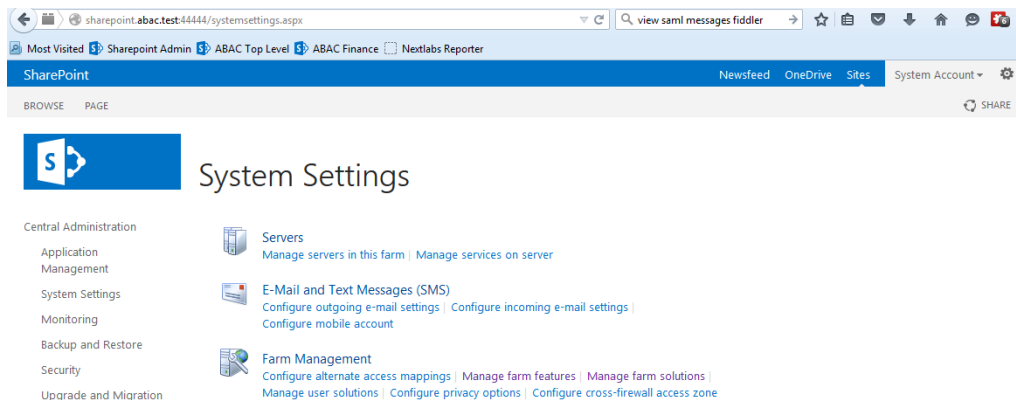 sharepoint.abac.test:44444/systemsettings.aspx view saml messages fiddler
Most Visited Sharepoint Admin ABAC Top Level ABAC Finance Nextlabs Reporter
SharePoint Newsfeed OneDrive Sites System Account
BROWSE PAGE SHARE
S
System Settings
Central Administration
Application
Management
System Settings
Monitoring
Backup and Restore
Security
Upgrade and Migration
Servers
Manage servers in this farm | Manage services on server
E-Mail and Text Messages (SMS)
Configure outgoing e-mail settings | Configure incoming e-mail settings |
Configure mobile account
Farm Management
Configure alternate access mappings | Manage farm features | Manage farm solutions |
Manage user solutions | Configure privacy options | Configure cross-firewall access zone